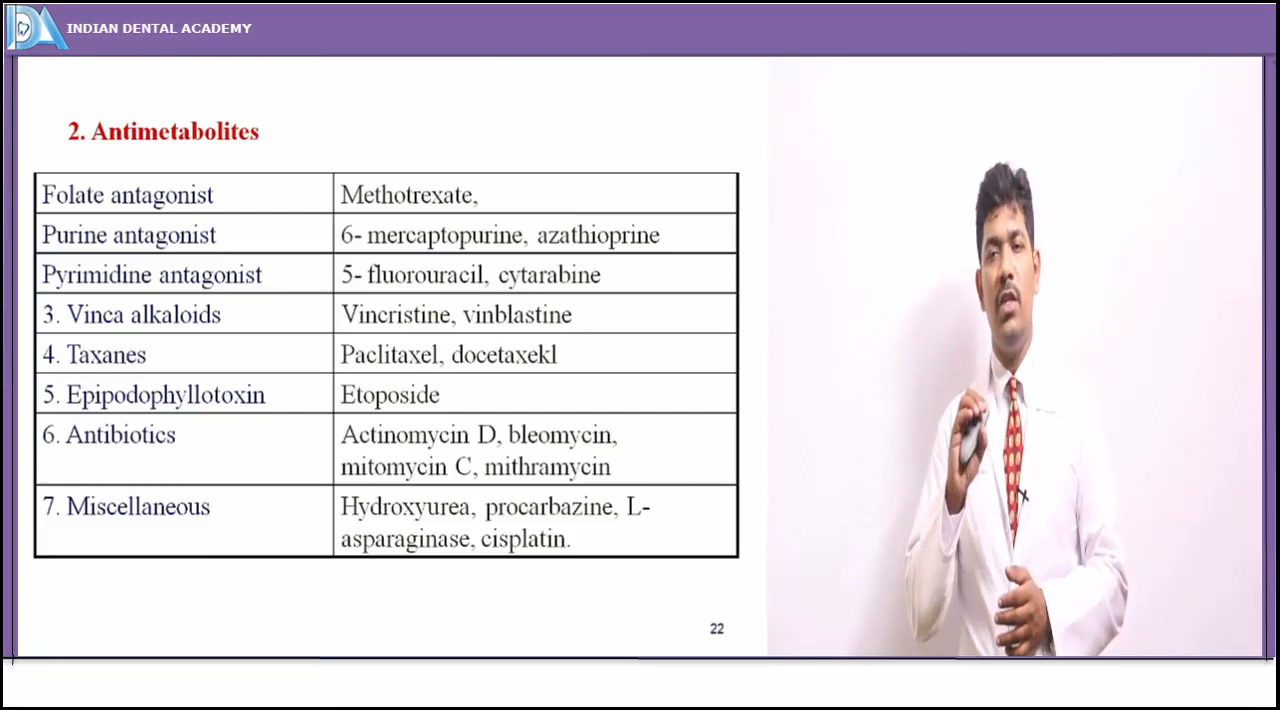 INDIAN DENTAL ACADEMY
2. Antimetabolites
Folate antagonist Methotrexate,
Purine antagonist 6- mercaptopurine, azathioprine
Pyrimidine antagonist 5- fluorouracil, cytarabine
3. Vinca alkaloids Vincristine, vinblastine
4. Taxanes Paclitaxel, docetaxekl
5. Epipodophyllotoxin Etoposide
6. Antibiotics Actinomycin D, bleomycin,
mitomycin C, mithramycin
7. Miscellaneous Hydroxyurea, procarbazine, L-
asparaginase, cisplatin.
22